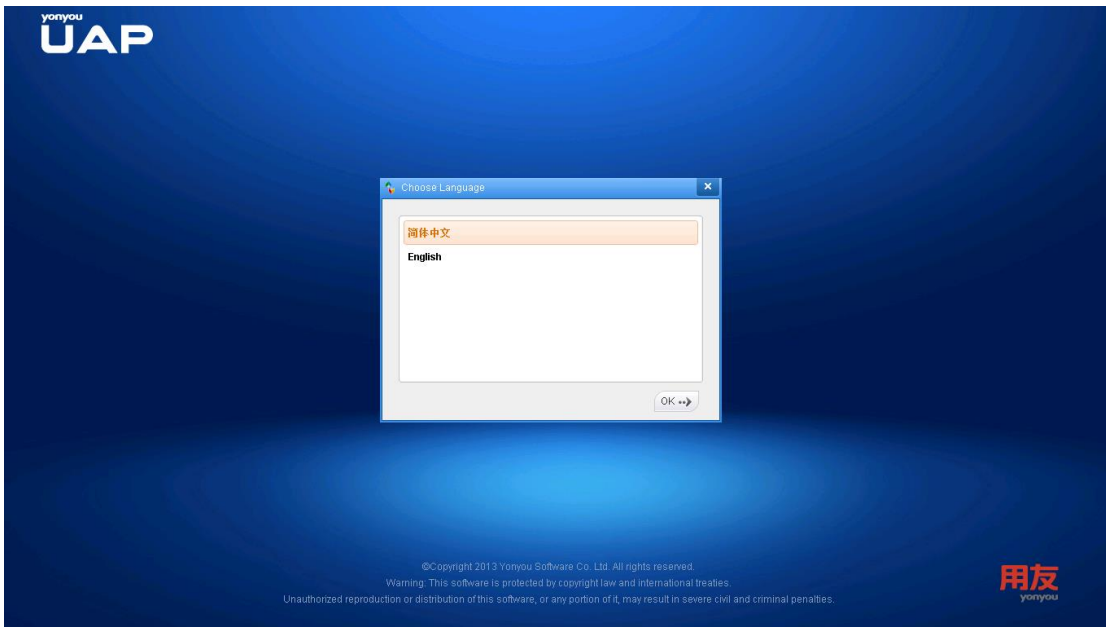 yonyou
UAP
Choose Language
简体中文
English
OK
©Copyright 2013 Yonyou Software Co. Ltd. All rights reserved.
Warning: This software is protected by copyright law and international treaties.
Unauthorized reproduction or distribution of this software, or any portion of it, may result in severe civil and criminal penalties.
用友
yonyou